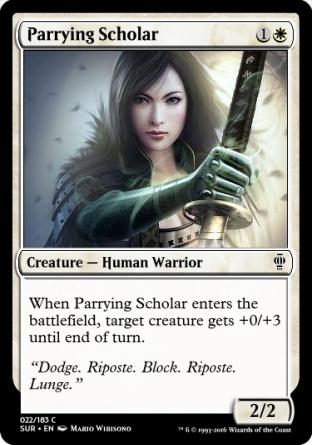 Parrying Scholar 1
Creature — Human Warrior
When Parrying Scholar enters the
battlefield, target creature gets +0/+3
until end of turn.
“Dodge. Riposte. Block. Riposte.
Lunge.”
2/2
022/183 C
SUR • EN Mario Wibisono
™ & © 1993-2016 Wizards of the Coast